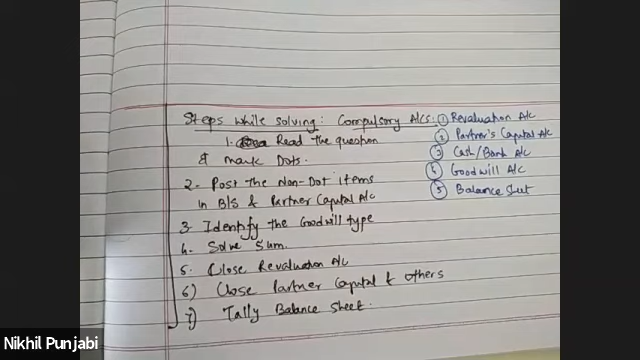 Steps while solving: Compulsory A/cs: ① Revaluation A/c
1. Read the question
② Partner's Capital A/c
& mark Dots.
③ Cash/Bank A/c
2. Post the Non-Dot items
④ Goodwill A/c
in B/S & Partner Capital A/c
⑤ Balance Sheet
3. Identify the Goodwill type
4. Solve Sum.
5. Close Revaluation A/c
6) Close Partner Capital & others
7) Tally Balance Sheet.
Nikhil Punjabi